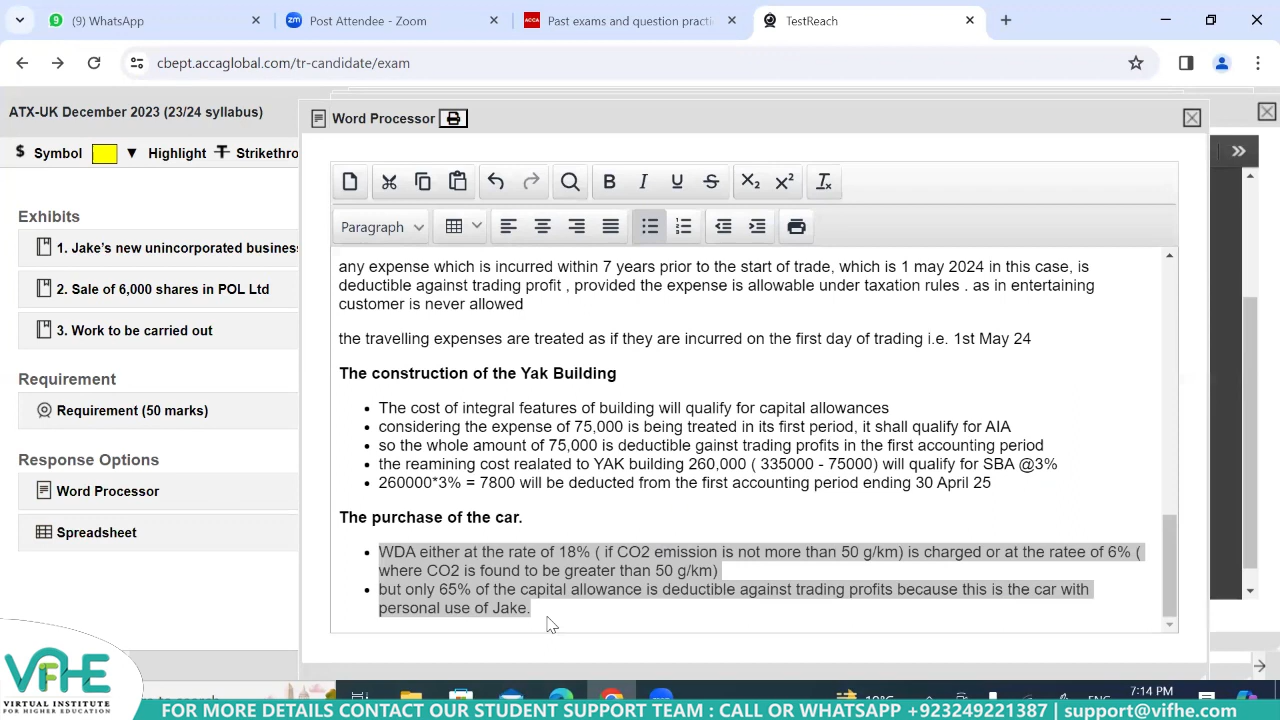 (9) WhatsApp
Post Attendee - Zoom
ACCA Past exams and question practi
TestReach
cbept.accaglobal.com/tr-candidate/exam
ATX-UK December 2023 (23/24 syllabus)
$ Symbol Highlight Strikethro
Word Processor
Exhibits
1. Jake's new unincorporated business
2. Sale of 6,000 shares in POL Ltd
3. Work to be carried out
Requirement
Requirement (50 marks)
Response Options
Word Processor
Spreadsheet
Paragraph
any expense which is incurred within 7 years prior to the start of trade, which is 1 may 2024 in this case, is
deductible against trading profit , provided the expense is allowable under taxation rules . as in entertaining
customer is never allowed
the travelling expenses are treated as if they are incurred on the first day of trading i.e. 1st May 24
The construction of the Yak Building
• The cost of integral features of building will qualify for capital allowances
• considering the expense of 75,000 is being treated in its first period, it shall qualify for AIA
• so the whole amount of 75,000 is deductible gainst trading profits in the first accounting period
• the reamining cost realated to YAK building 260,000 ( 335000 - 75000) will qualify for SBA @3%
• 260000*3% = 7800 will be deducted from the first accounting period ending 30 April 25
The purchase of the car.
• WDA either at the rate of 18% ( if CO2 emission is not more than 50 g/km) is charged or at the ratee of 6% (
where CO2 is found to be greater than 50 g/km)
• but only 65% of the capital allowance is deductible against trading profits because this is the car with
personal use of Jake.
7:14 PM
VIFHE
VIRTUAL INSTITUTE
FOR HIGHER EDUCATION
FOR MORE DETAILS CONTACT OUR STUDENT SUPPORT TEAM : CALL OR WHATSAPP +923249221387 | support@vifhe.com